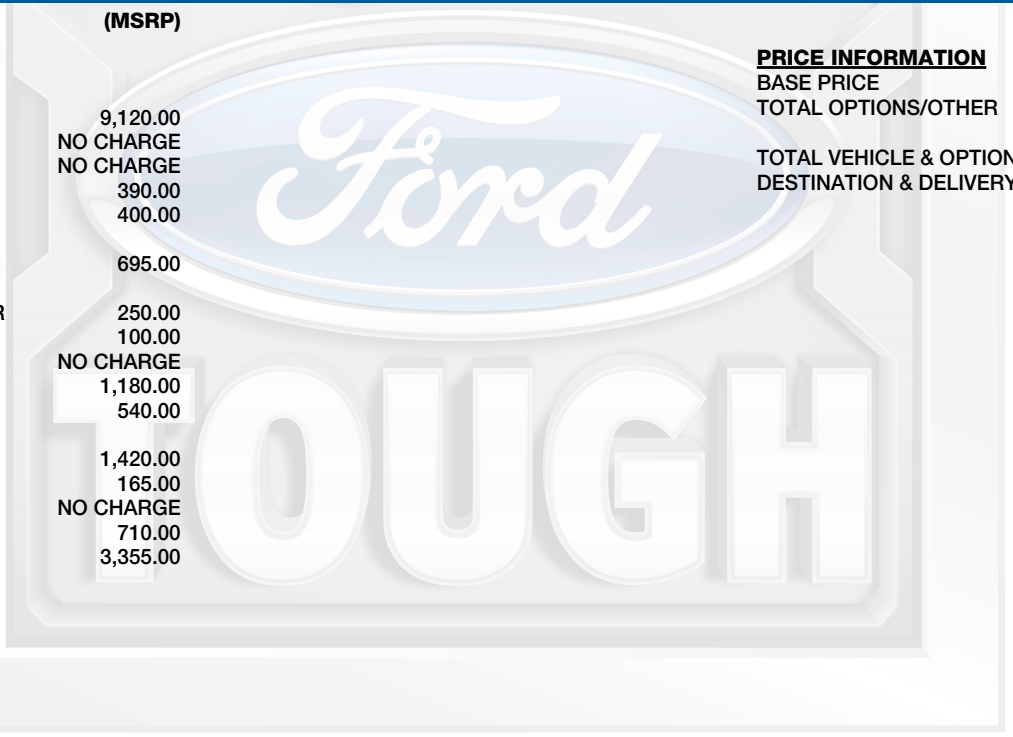 (MSRP)
9,120.00
NO CHARGE
NO CHARGE
390.00
400.00
695.00
R 250.00
100.00
NO CHARGE
1,180.00
540.00
1,420.00
165.00
NO CHARGE
710.00
3,355.00
PRICE INFORMATION
BASE PRICE
TOTAL OPTIONS/OTHER
TOTAL VEHICLE & OPTION
DESTINATION & DELIVERY
Ford
TOUGH